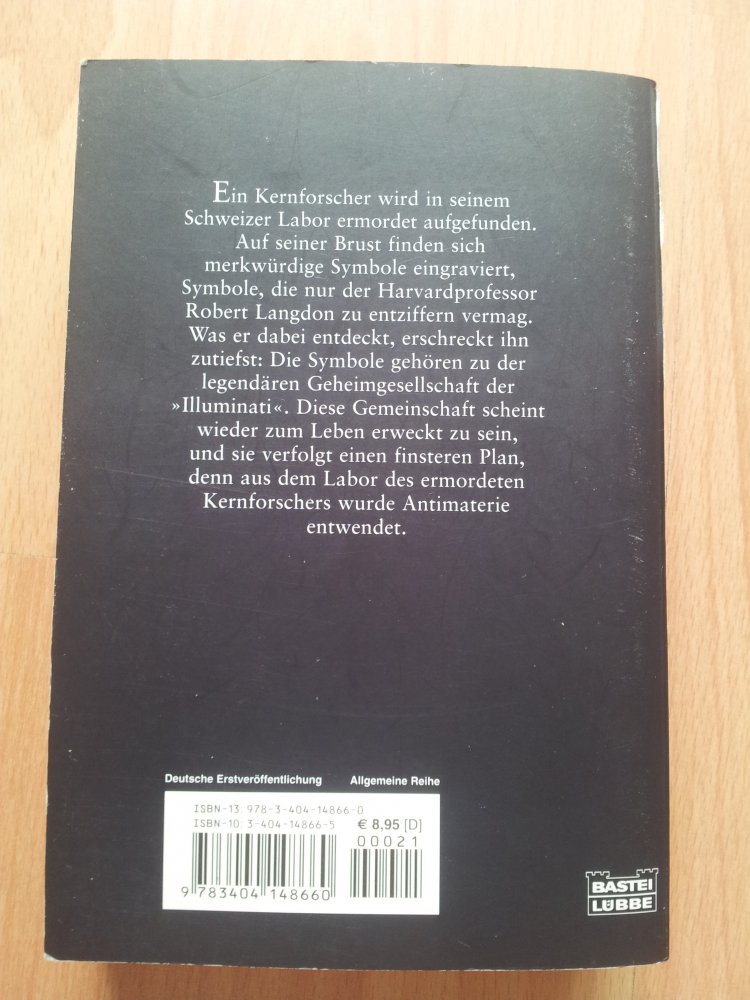 Ein Kernforscher wird in seinem
Schweizer Labor ermordet aufgefunden.
Auf seiner Brust finden sich
merkwürdige Symbole eingraviert,
Symbole, die nur der Harvardprofessor
Robert Langdon zu entziffern vermag.
Was er dabei entdeckt, erschreckt ihn
zutiefst: Die Symbole gehören zu der
legendären Geheimgesellschaft der
»Illuminati«. Diese Gemeinschaft scheint
wieder zum Leben erweckt zu sein,
und sie verfolgt einen finsteren Plan,
denn aus dem Labor des ermordeten
Kernforschers wurde Antimaterie
entwendet.
Deutsche Erstveröffentlichung Allgemeine Reihe
ISBN-13: 978-3-404-14866-0
ISBN-10: 3-404-14866-5 € 8,95 [D]
00021
9 783404 148660
BASTEI
LÜBBE